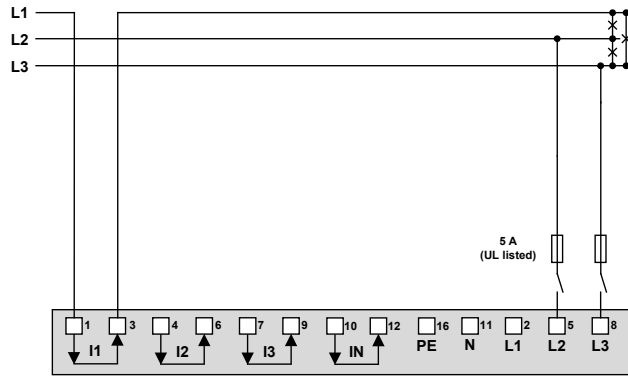 L1
L2
L3
5 A
(UL listed)
1 3 4 6 7 9 10 12 16 11 2 5 8
I1 I2 I3 IN PE N L1 L2 L3